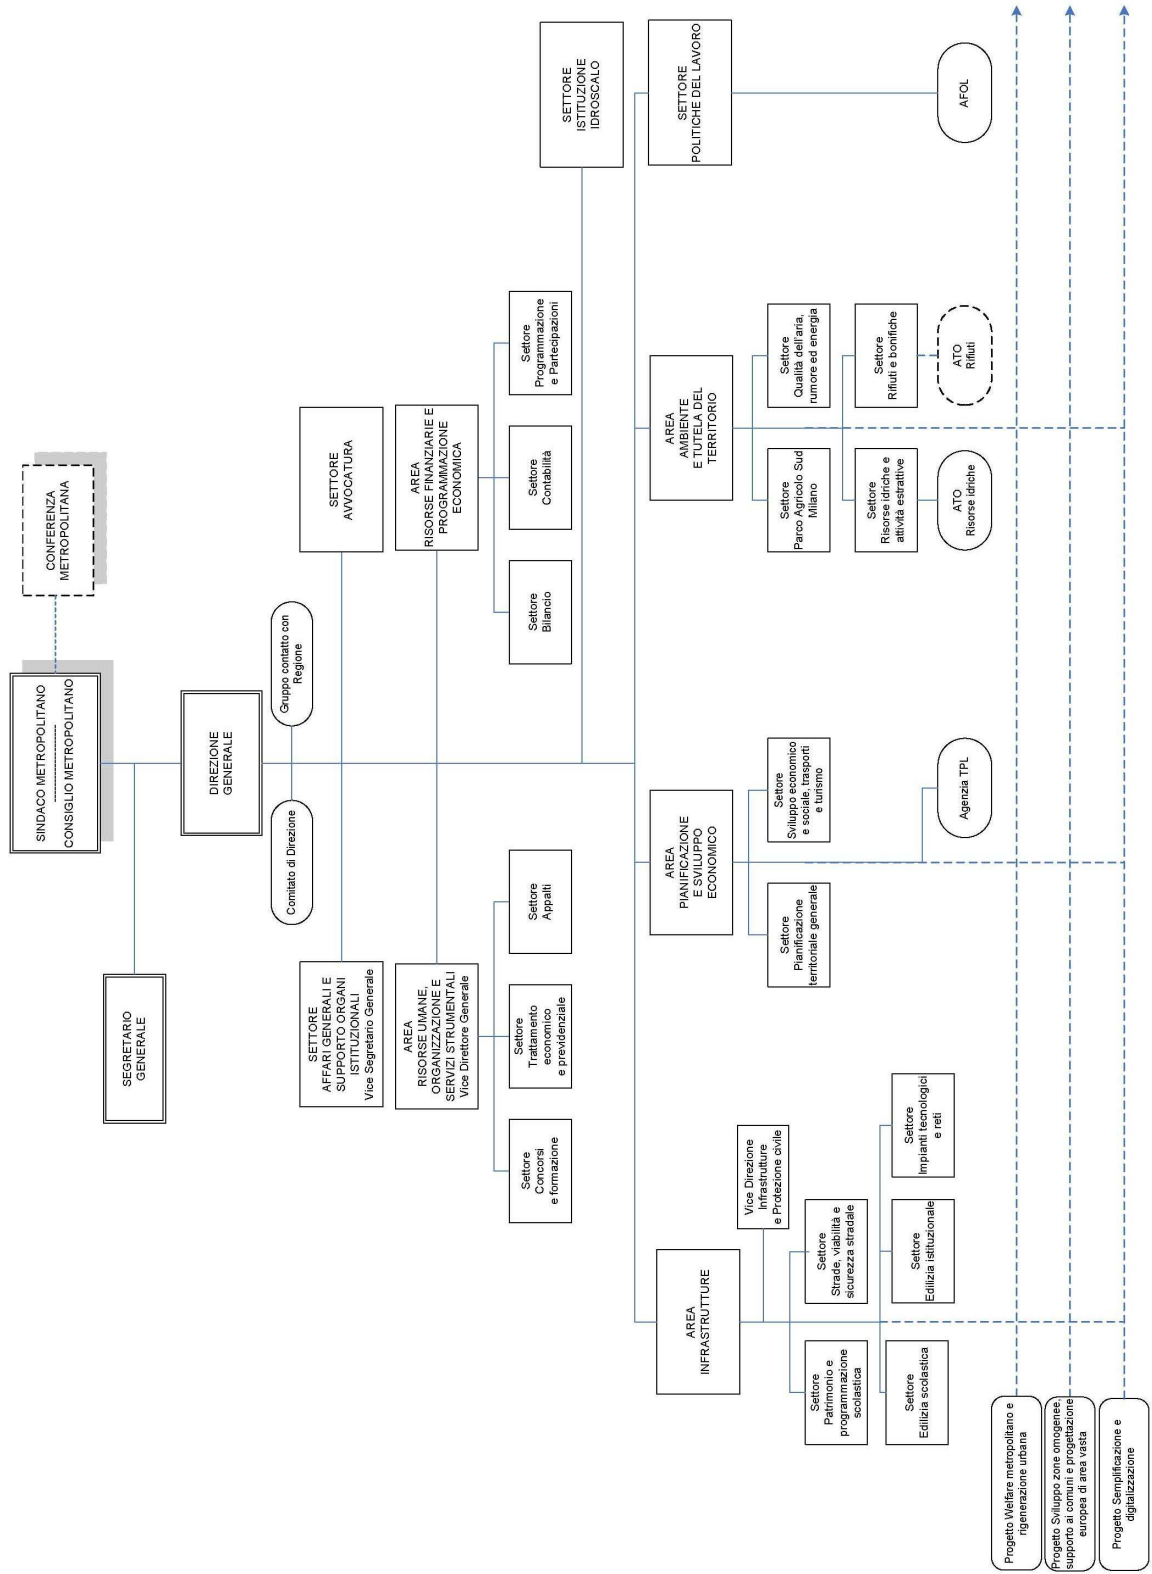 SINDACO METROPOLITANO
--------------------
CONSIGLIO METROPOLITANO
CONFERENZA
METROPOLITANA
SEGRETARIO
GENERALE
DIREZIONE
GENERALE
Comitato di Direzione
Gruppo contatto con
Regione
SETTORE
AFFARI GENERALI E
SUPPORTO ORGANI
ISTITUZIONALI
Vice Segretario Generale
SETTORE
AVVOCATURA
AREA
RISORSE UMANE,
ORGANIZZAZIONE E
SERVIZI STRUMENTALI
Vice Direttore Generale
AREA
RISORSE FINANZIARIE E
PROGRAMMAZIONE
ECONOMICA
Settore
Concorsi
e formazione
Settore
Trattamento
economico
e previdenziale
Settore
Appalti
Settore
Bilancio
Settore
Contabilità
Settore
Programmazione
e Partecipazioni
SETTORE
ISTITUZIONE
IDROSCALO
AREA
INFRASTRUTTURE
AREA
PIANIFICAZIONE
E SVILUPPO
ECONOMICO
AREA
AMBIENTE
E TUTELA DEL
TERRITORIO
SETTORE
POLITICHE DEL LAVORO
Vice Direzione
Infrastrutture
e Protezione civile
Settore
Patrimonio e
programmazione
scolastica
Settore
Strade, viabilità e
sicurezza stradale
Settore
Edilizia scolastica
Settore
Edilizia istituzionale
Settore
Impianti tecnologici
e reti
Settore
Pianificazione
territoriale generale
Settore
Sviluppo economico
e sociale, trasporti
e turismo
Agenzia TPL
Settore
Parco Agricolo Sud
Milano
Settore
Qualità dell'aria,
rumore ed energia
Settore
Risorse idriche e
attività estrattive
Settore
Rifiuti e bonifiche
ATO
Risorse idriche
ATO
Rifiuti
AFOL
Progetto Welfare metropolitano e
rigenerazione urbana
Progetto Sviluppo zone omogenee,
supporto ai comuni e progettazione
europea di area vasta
Progetto Semplificazione e
digitalizzazione